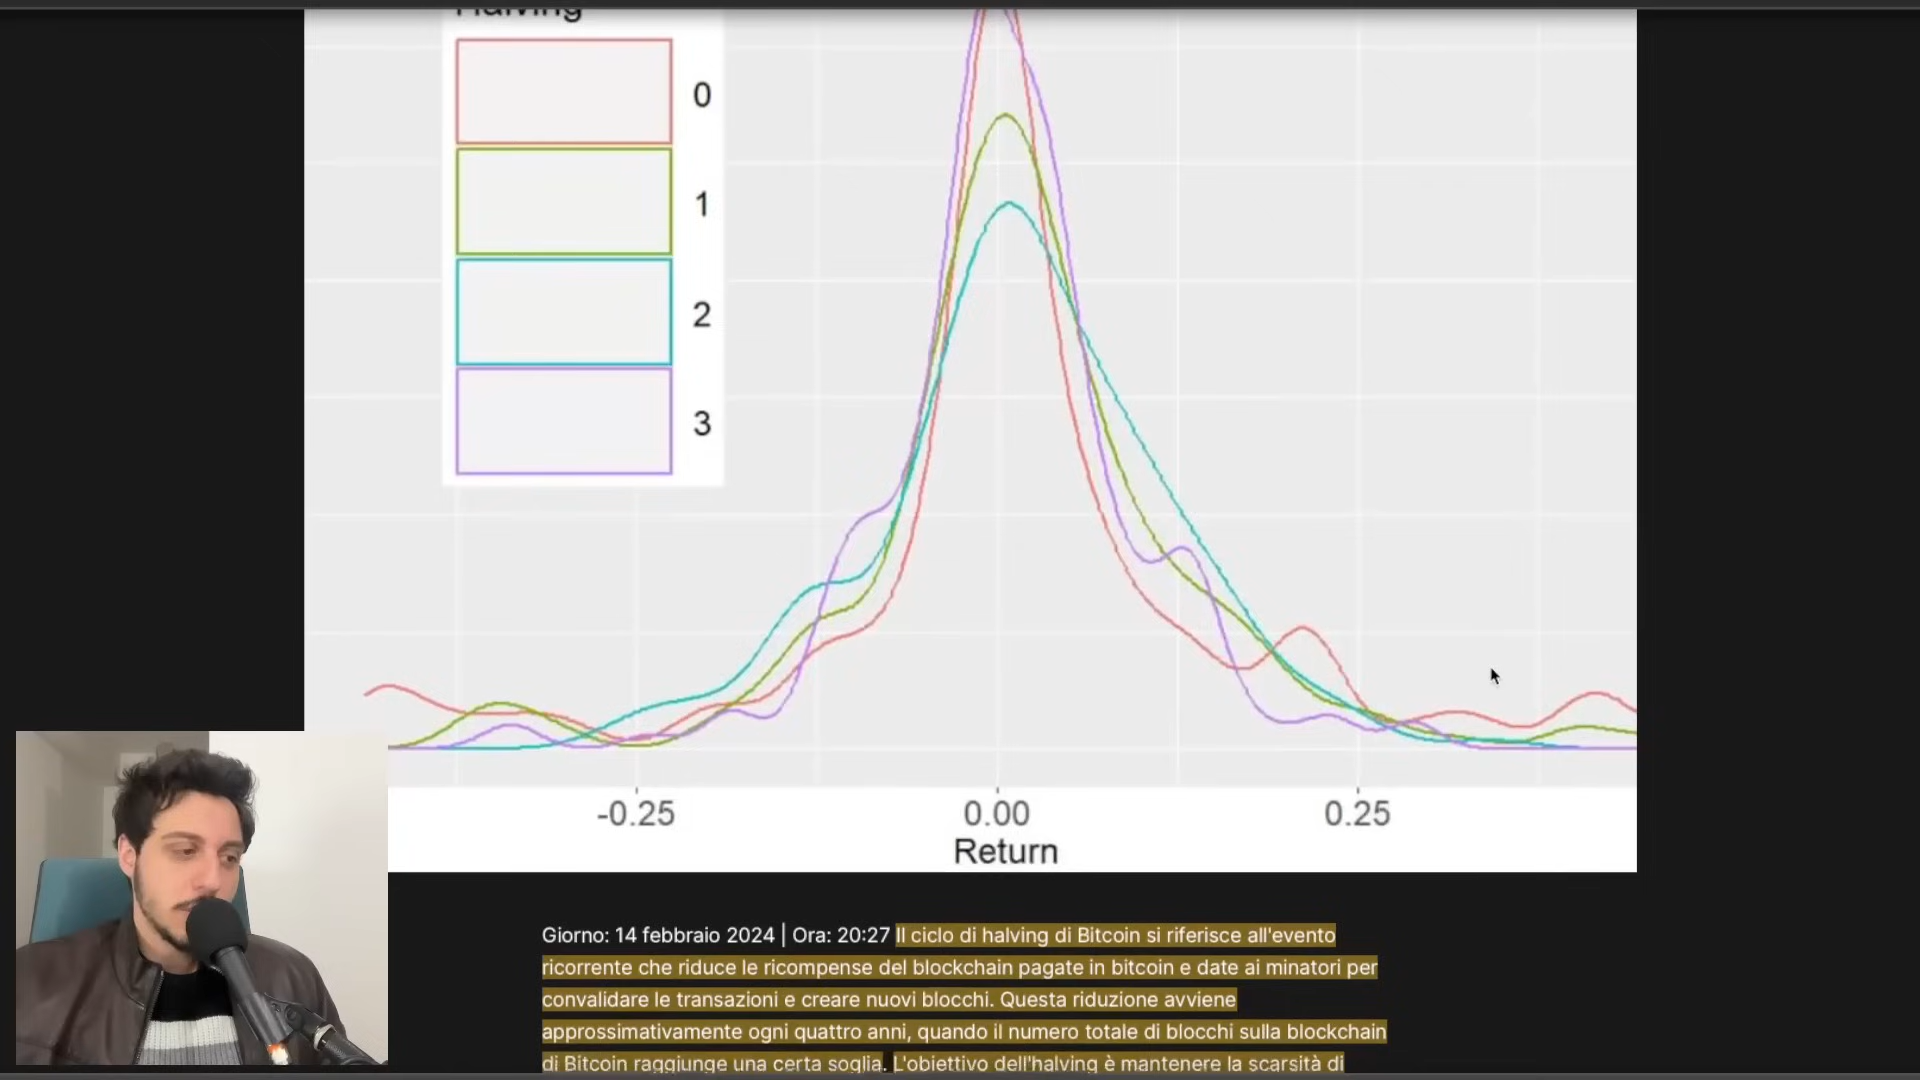 Halving
0
1
2
3
-0.25
0.00
0.25
Return
Giorno: 14 febbraio 2024 | Ora: 20:27 Il ciclo di halving di Bitcoin si riferisce all'evento
ricorrente che riduce le ricompense del blockchain pagate in bitcoin e date ai minatori per
convalidare le transazioni e creare nuovi blocchi. Questa riduzione avviene
approssimativamente ogni quattro anni, quando il numero totale di blocchi sulla blockchain
di Bitcoin raggiunge una certa soglia. L'obiettivo dell'halving è mantenere la scarsità di